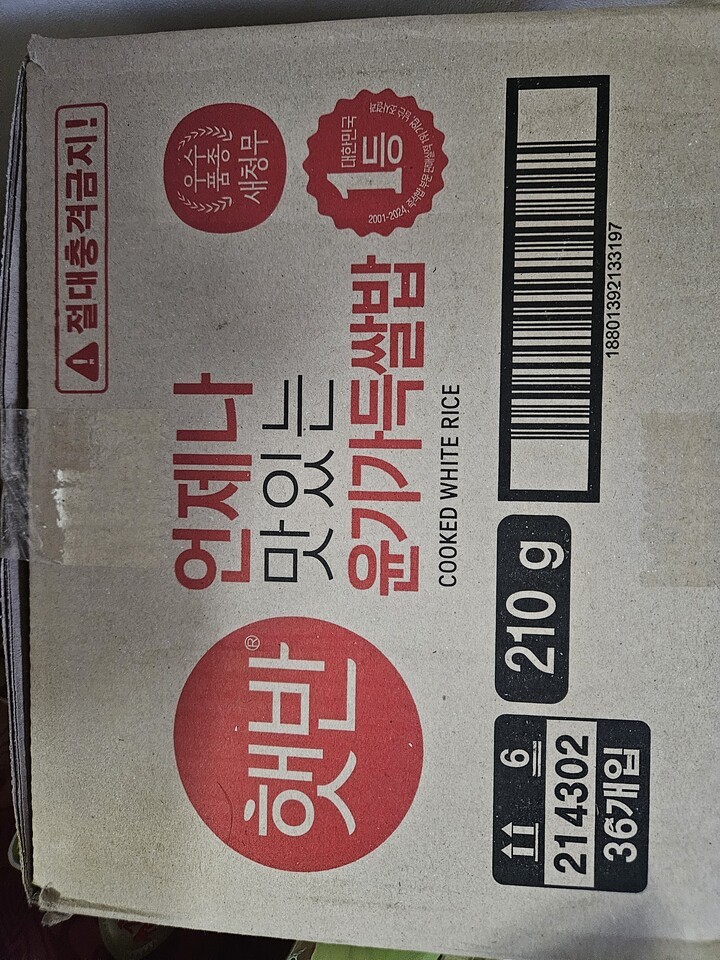 절대충격금지!
우수
품종
새청무
대한민국
1등
햇반®
언제나
맛있는
윤기가득쌀밥
COOKED WHITE RICE
6
214302
36개입
210 g
18801392133197